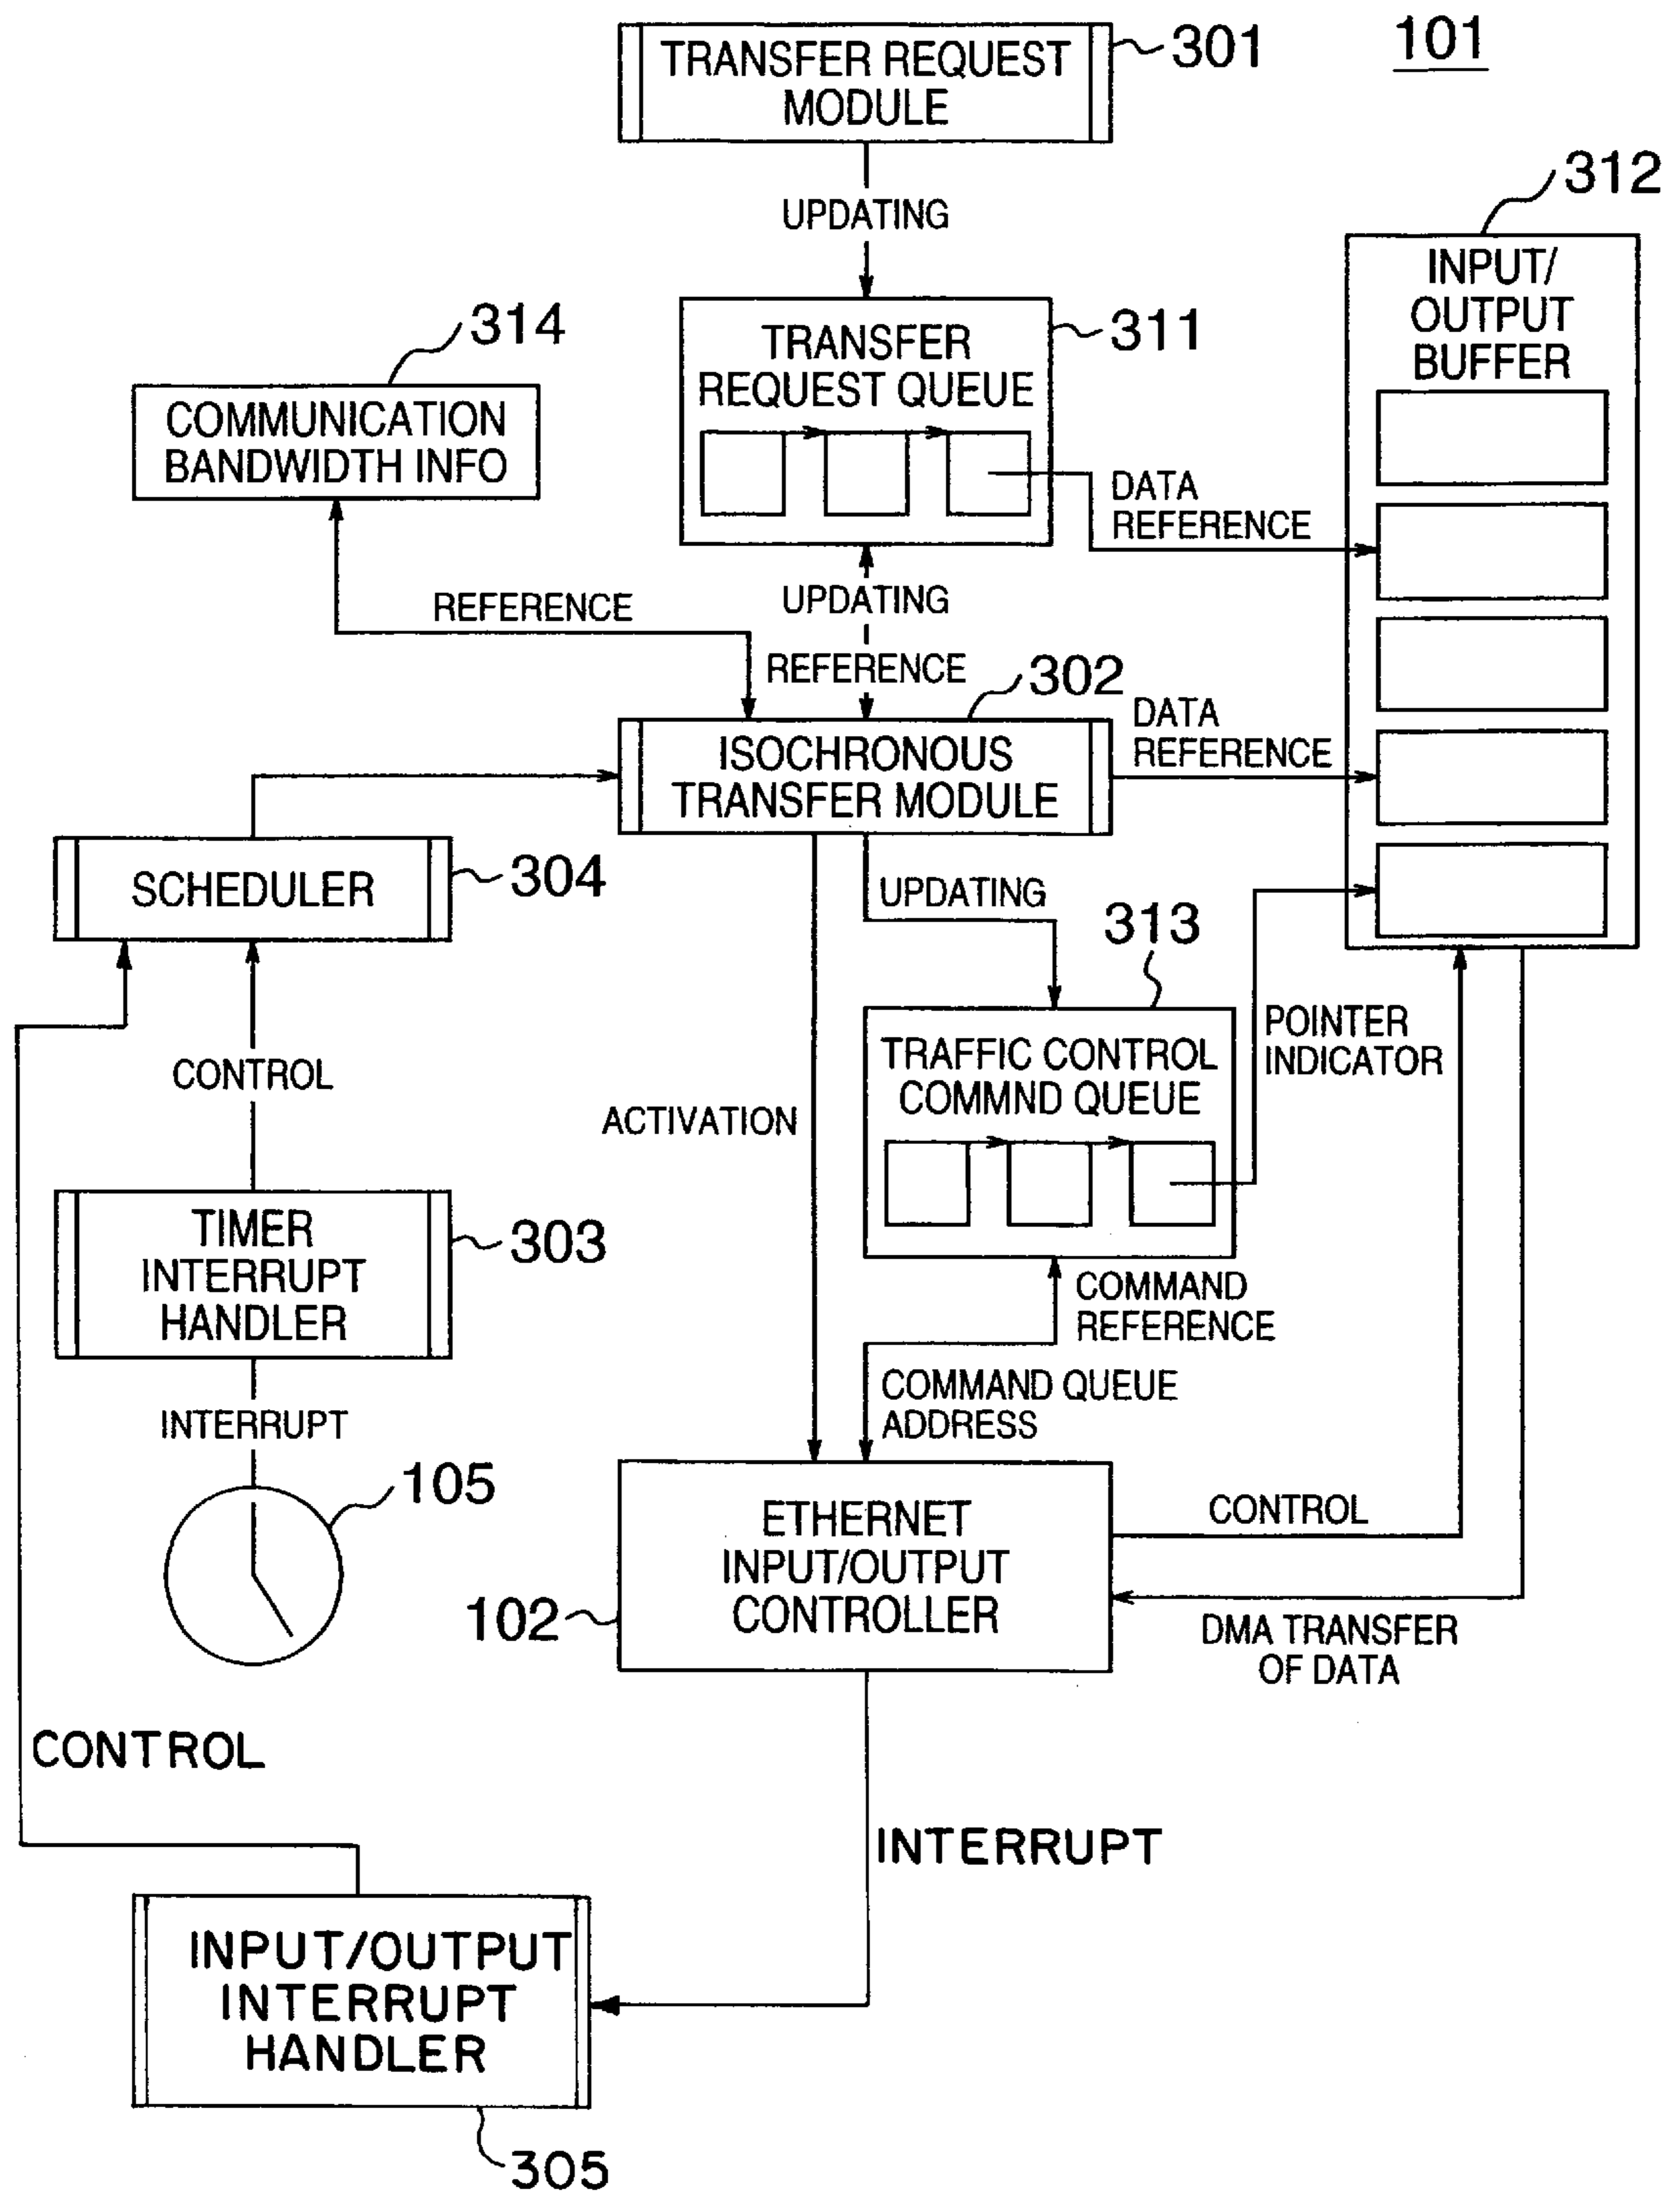 TRANSFER REQUEST
MODULE
301
101
UPDATING
312
INPUT/
OUTPUT
BUFFER
314
COMMUNICATION
BANDWIDTH INFO
311
TRANSFER
REQUEST QUEUE
DATA
REFERENCE
REFERENCE
UPDATING
REFERENCE
302
ISOCHRONOUS
TRANSFER MODULE
DATA
REFERENCE
SCHEDULER
304
UPDATING
313
TRAFFIC CONTROL
COMMND QUEUE
POINTER
INDICATOR
CONTROL
ACTIVATION
TIMER
INTERRUPT
HANDLER
303
COMMAND
REFERENCE
COMMAND QUEUE
ADDRESS
INTERRUPT
105
ETHERNET
INPUT/OUTPUT
CONTROLLER
102
CONTROL
DMA TRANSFER
OF DATA
CONTROL
INTERRUPT
INPUT/OUTPUT
INTERRUPT
HANDLER
305